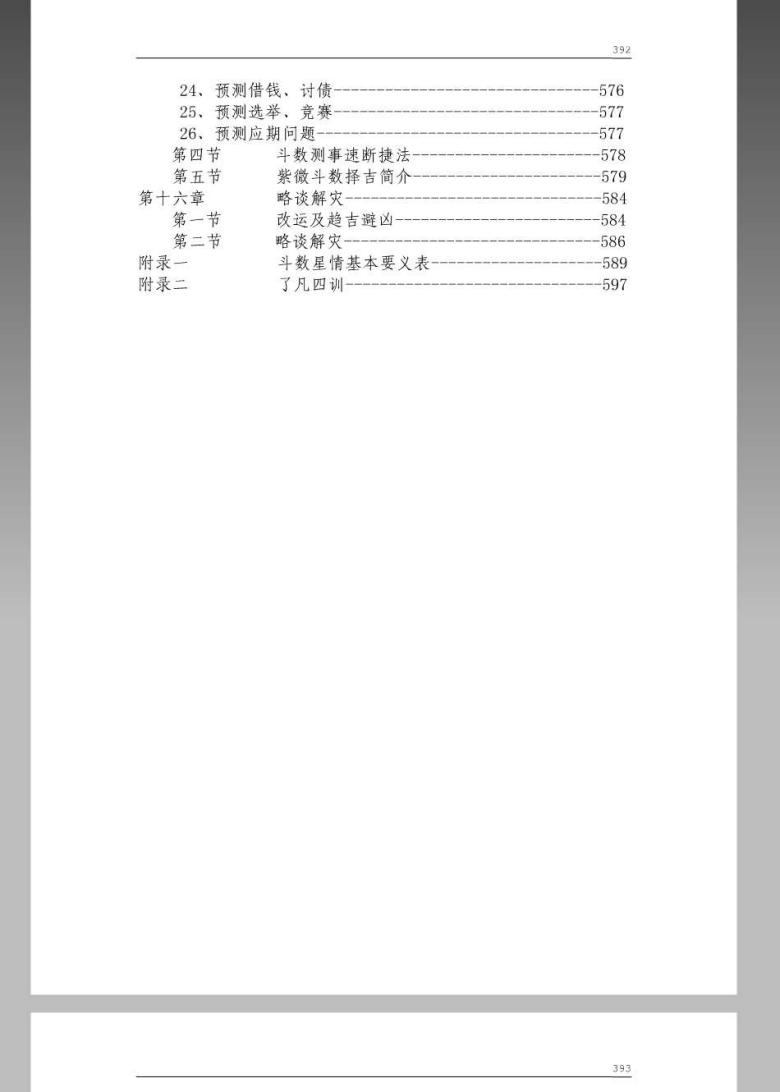 392
24、预测借钱、讨债-------------------------------576
25、预测选举、竞赛-------------------------------577
26、预测应期问题---------------------------------577
第四节 斗数测事速断捷法----------------------578
第五节 紫微斗数择吉简介----------------------579
第十六章 略谈解灾------------------------------584
第一节 改运及趋吉避凶------------------------584
第二节 略谈解灾------------------------------586
附录一 斗数星情基本要义表--------------------589
附录二 了凡四训------------------------------597
393